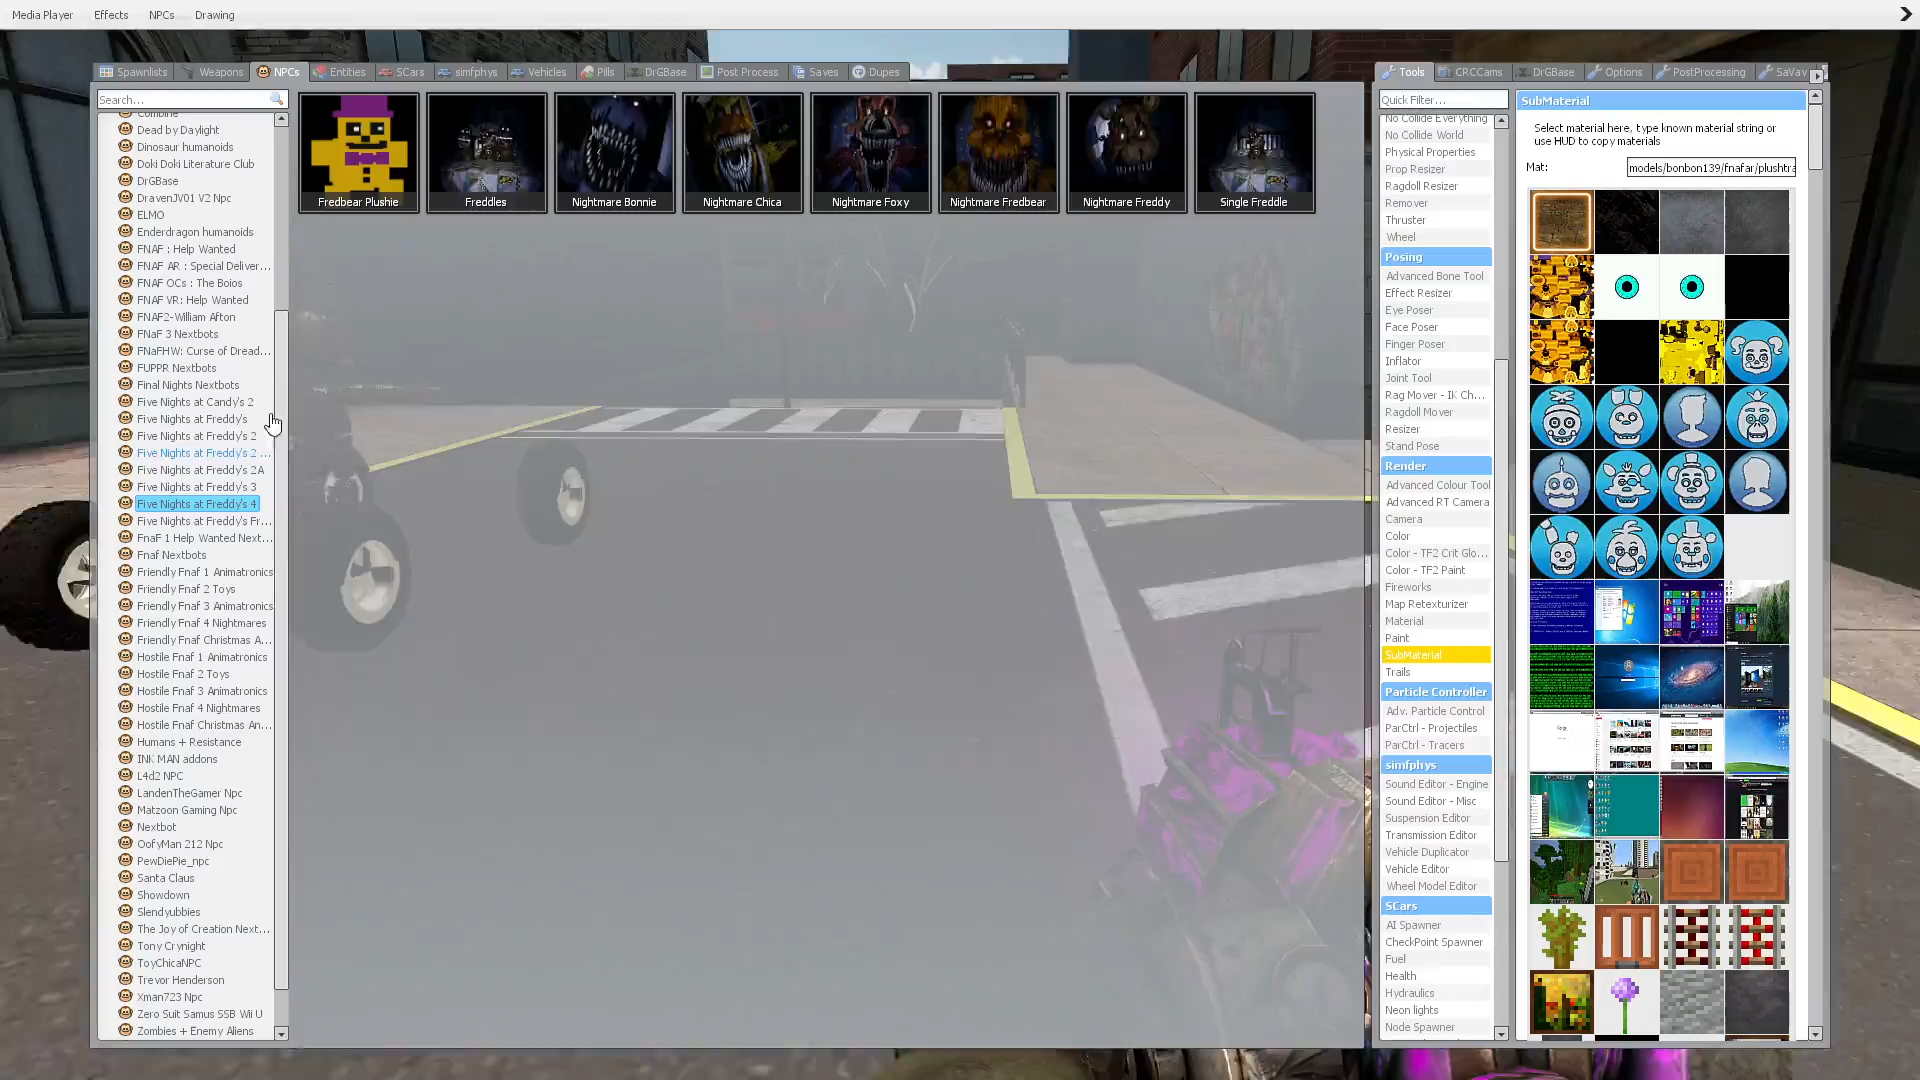 Media Player Effects NPCs Drawing
Spawnlists Weapons NPCs Entities SCars simfphys Vehicles Pills DrGBase Post Process Saves Dupes
Search...
Combine
Dead by Daylight
Dinosaur humanoids
Doki Doki Literature Club
DrGBase
DravenJV01 V2 Npc
ELMO
Enderdragon humanoids
FNAF : Help Wanted
FNAF AR : Special Deliver...
FNAF OCs : The Boios
FNAF VR: Help Wanted
FNAF2-William Afton
FNaF 3 Nextbots
FNaFHW: Curse of Dread...
FUPPR Nextbots
Final Nights Nextbots
Five Nights at Candy's 2
Five Nights at Freddy's
Five Nights at Freddy's 2
Five Nights at Freddy's 2 ...
Five Nights at Freddy's 2A
Five Nights at Freddy's 3
Five Nights at Freddy's 4
Five Nights at Freddy's Fr...
FnaF 1 Help Wanted Next...
Fnaf Nextbots
Friendly Fnaf 1 Animatronics
Friendly Fnaf 2 Toys
Friendly Fnaf 3 Animatronics
Friendly Fnaf 4 Nightmares
Friendly Fnaf Christmas A...
Hostile Fnaf 1 Animatronics
Hostile Fnaf 2 Toys
Hostile Fnaf 3 Animatronics
Hostile Fnaf 4 Nightmares
Hostile Fnaf Christmas An...
Humans + Resistance
INK MAN addons
L4d2 NPC
LandenTheGamer Npc
Matzoon Gaming Npc
Nextbot
OofyMan 212 Npc
PewDiePie_npc
Santa Claus
Showdown
Slendyubbies
The Joy of Creation Next...
Tony Crynight
ToyChicaNPC
Trevor Henderson
Xman723 Npc
Zero Suit Samus SSB Wii U
Zombies + Enemy Aliens
Fredbear Plushie Freddles Nightmare Bonnie Nightmare Chica Nightmare Foxy Nightmare Fredbear Nightmare Freddy Single Freddle
Tools CRCCams DrGBase Options PostProcessing SaVav
Quick Filter...
No Collide Everything
No Collide World
Physical Properties
Prop Resizer
Ragdoll Resizer
Remover
Thruster
Wheel
Posing
Advanced Bone Tool
Effect Resizer
Eye Poser
Face Poser
Finger Poser
Inflator
Joint Tool
Rag Mover - IK Ch...
Ragdoll Mover
Resizer
Stand Pose
Render
Advanced Colour Tool
Advanced RT Camera
Camera
Color
Color - TF2 Crit Glo...
Color - TF2 Paint
Fireworks
Map Retexturizer
Material
Paint
SubMaterial
Trails
Particle Controller
Adv. Particle Control
ParCtrl - Projectiles
ParCtrl - Tracers
simfphys
Sound Editor - Engine
Sound Editor - Misc
Suspension Editor
Transmission Editor
Vehicle Duplicator
Vehicle Editor
Wheel Model Editor
SCars
AI Spawner
CheckPoint Spawner
Fuel
Health
Hydraulics
Neon lights
Node Spawner
SubMaterial
Select material here, type known material string or
use HUD to copy materials
Mat: models/bonbon139/fnafar/plushtra